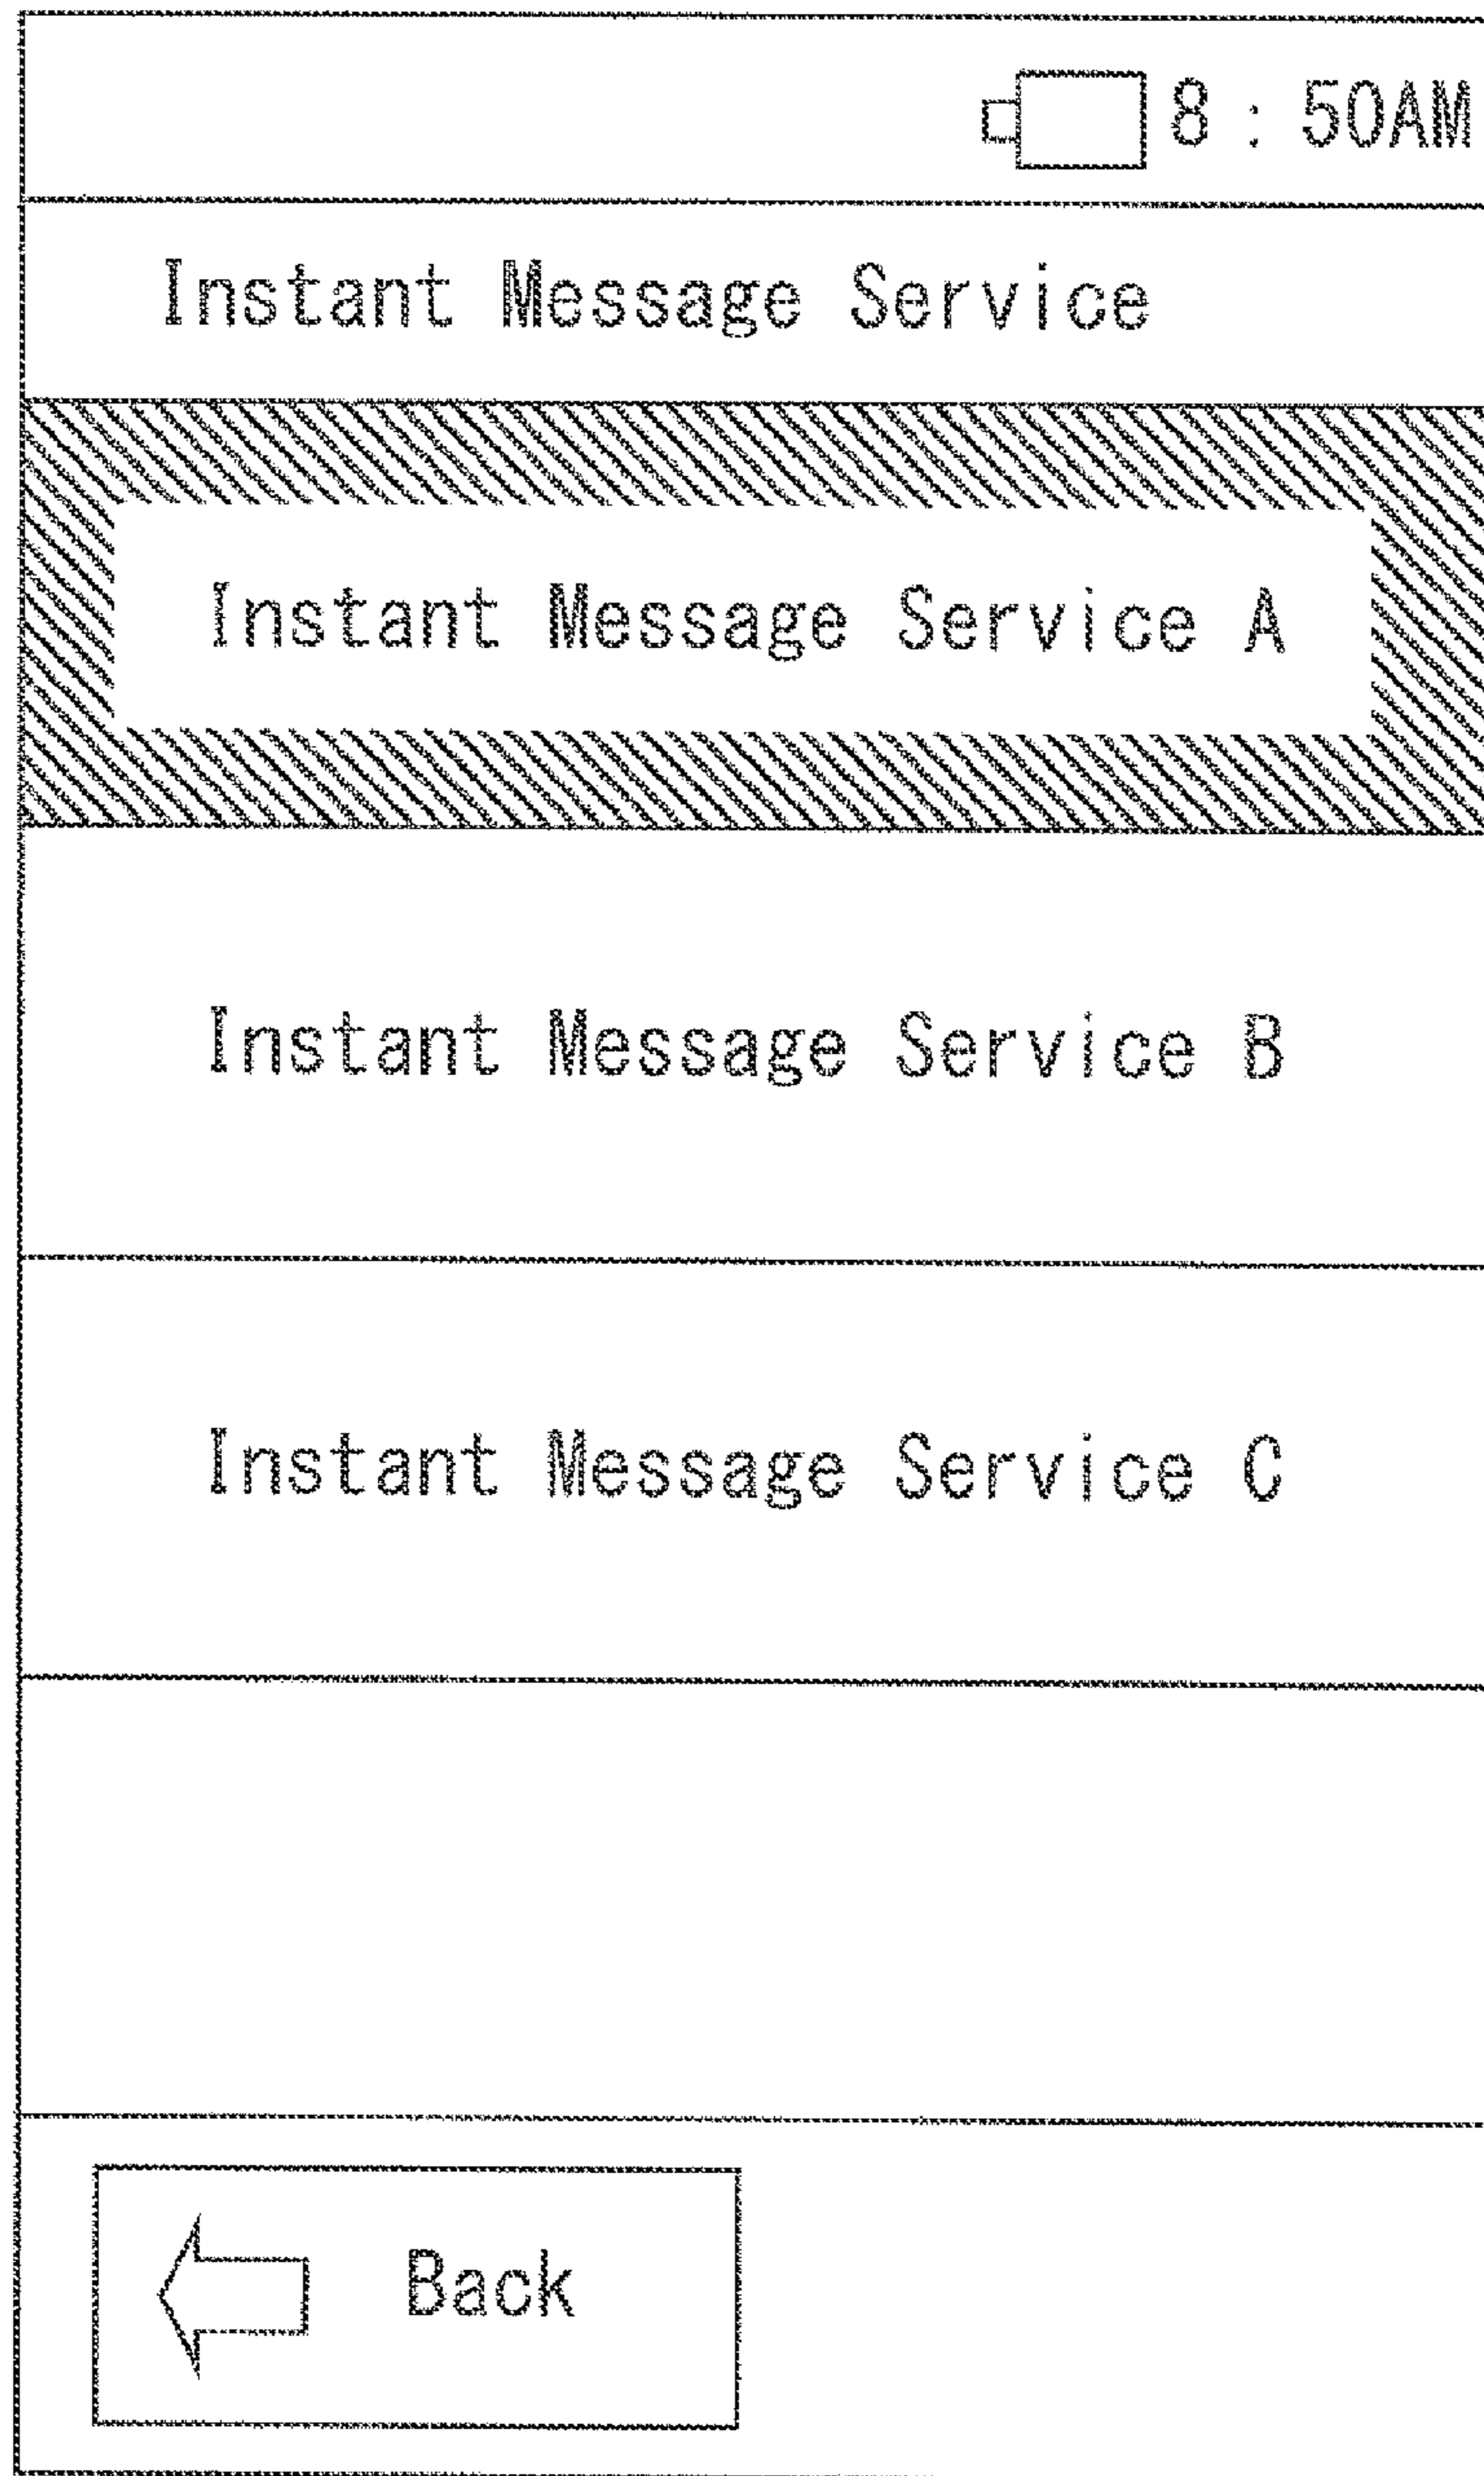 8 : 50AM
Instant Message Service
Instant Message Service A
Instant Message Service B
Instant Message Service C
Back